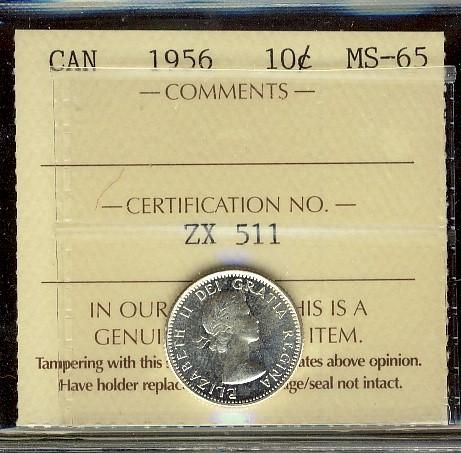 CAN 1956 10¢ MS-65
— COMMENTS —
— CERTIFICATION NO. —
ZX 511
IN OUR HIS IS A
GENUI ITEM.
Tampering with this s ates above opinion.
Have holder replac ge/seal not intact.
ELIZABETH II DEI GRATIA REGINA